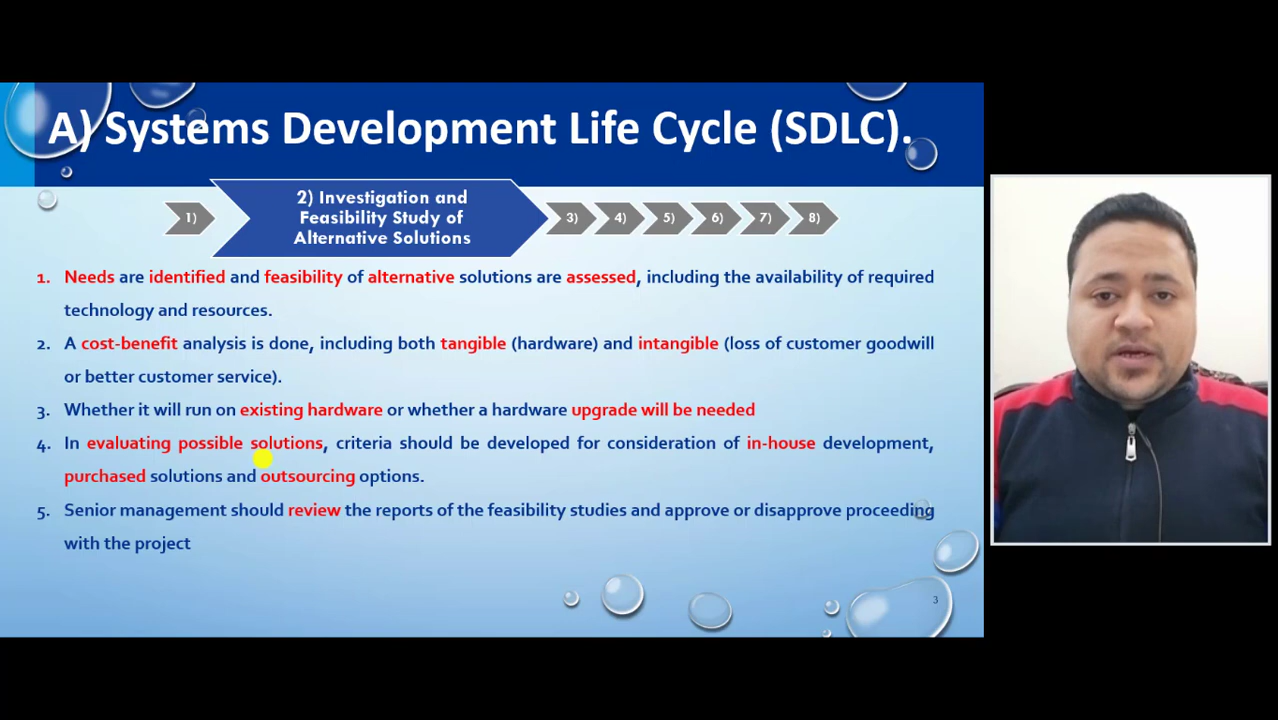 A) Systems Development Life Cycle (SDLC).
1)
2) Investigation and
Feasibility Study of
Alternative Solutions
3)
4)
5)
6)
7)
8)
1. Needs are identified and feasibility of alternative solutions are assessed, including the availability of required
technology and resources.
2. A cost-benefit analysis is done, including both tangible (hardware) and intangible (loss of customer goodwill
or better customer service).
3. Whether it will run on existing hardware or whether a hardware upgrade will be needed
4. In evaluating possible solutions, criteria should be developed for consideration of in-house development,
purchased solutions and outsourcing options.
5. Senior management should review the reports of the feasibility studies and approve or disapprove proceeding
with the project
3